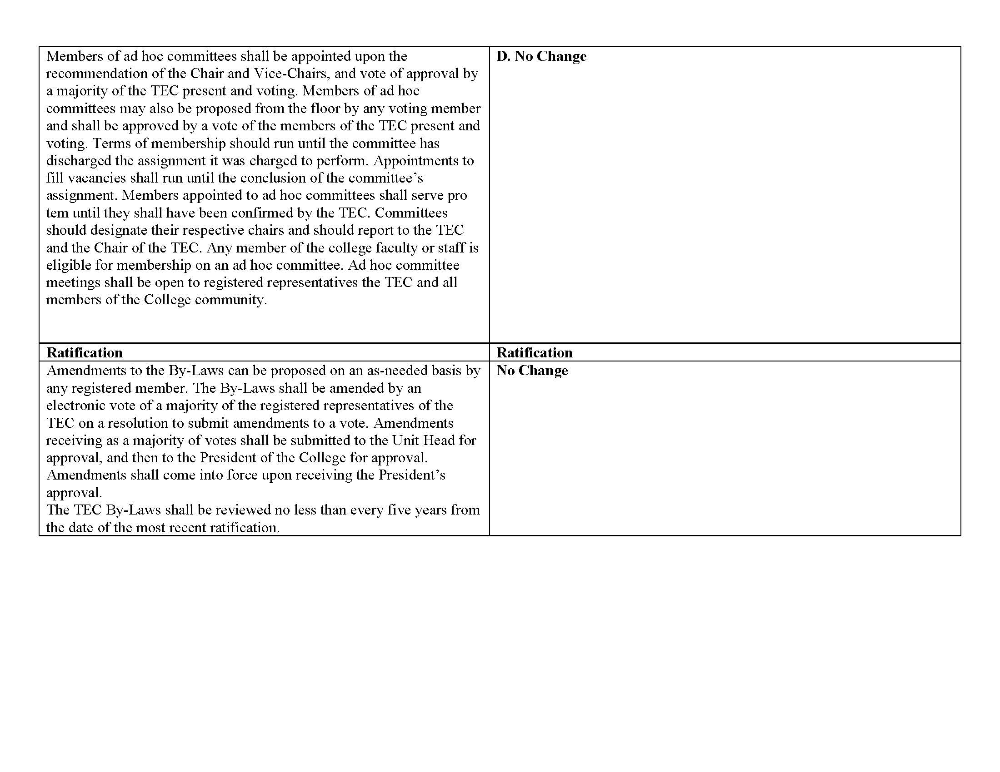 Members of ad hoc committees shall be appointed upon the
recommendation of the Chair and Vice-Chairs, and vote of approval by
a majority of the TEC present and voting. Members of ad hoc
committees may also be proposed from the floor by any voting member
and shall be approved by a vote of the members of the TEC present and
voting. Terms of membership should run until the committee has
discharged the assignment it was charged to perform. Appointments to
fill vacancies shall run until the conclusion of the committee’s
assignment. Members appointed to ad hoc committees shall serve pro
tem until they shall have been confirmed by the TEC. Committees
should designate their respective chairs and should report to the TEC
and the Chair of the TEC. Any member of the college faculty or staff is
eligible for membership on an ad hoc committee. Ad hoc committee
meetings shall be open to registered representatives the TEC and all
members of the College community.
D. No Change
Ratification
Ratification
Amendments to the By-Laws can be proposed on an as-needed basis by
any registered member. The By-Laws shall be amended by an
electronic vote of a majority of the registered representatives of the
TEC on a resolution to submit amendments to a vote. Amendments
receiving as a majority of votes shall be submitted to the Unit Head for
approval, and then to the President of the College for approval.
Amendments shall come into force upon receiving the President’s
approval.
The TEC By-Laws shall be reviewed no less than every five years from
the date of the most recent ratification.
No Change